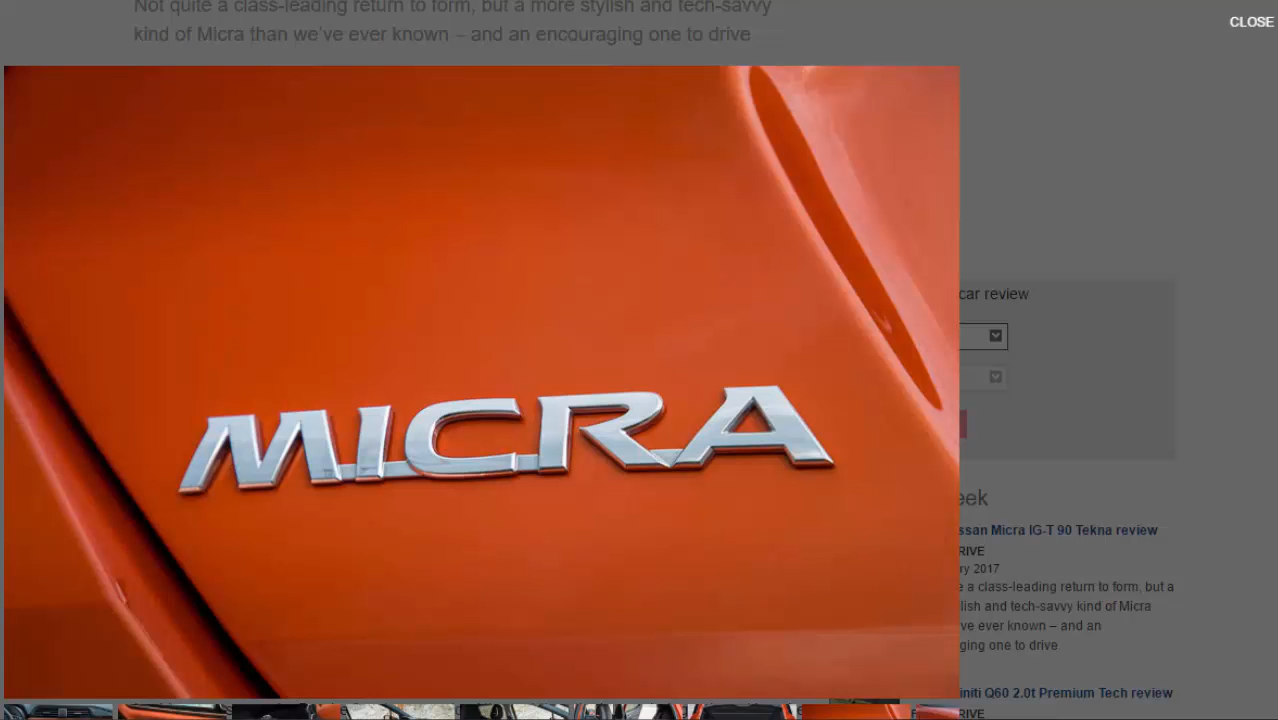 Not quite a class-leading return to form, but a more stylish and tech-savvy
kind of Micra than we've ever known – and an encouraging one to drive
CLOSE
MICRA
car review
eek
ssan Micra IG-T 90 Tekna review
RIVE
ry 2017
e a class-leading return to form, but a
lish and tech-savvy kind of Micra
ve ever known – and an
ging one to drive
initi Q60 2.0t Premium Tech review
RIVE